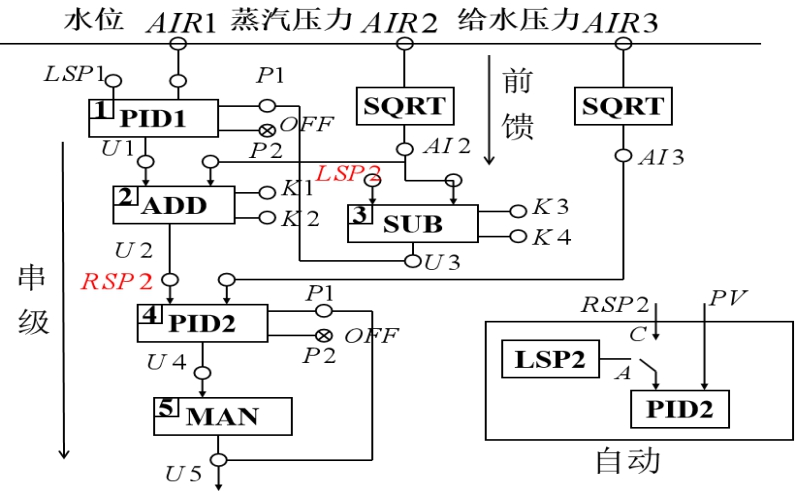 水位 AIR1 蒸汽压力 AIR2 给水压力 AIR3
LSP1
P1
前馈
1 PID1
SQRT
SQRT
OFF
U1
P2
AI2
AI3
LSP2
2 ADD
K1
K2
3 SUB
K3
K4
U2
U3
串级
RSP2
P1
4 PID2
OFF
P2
U4
5 MAN
U5
RSP2
PV
C
LSP2
A
PID2
自动